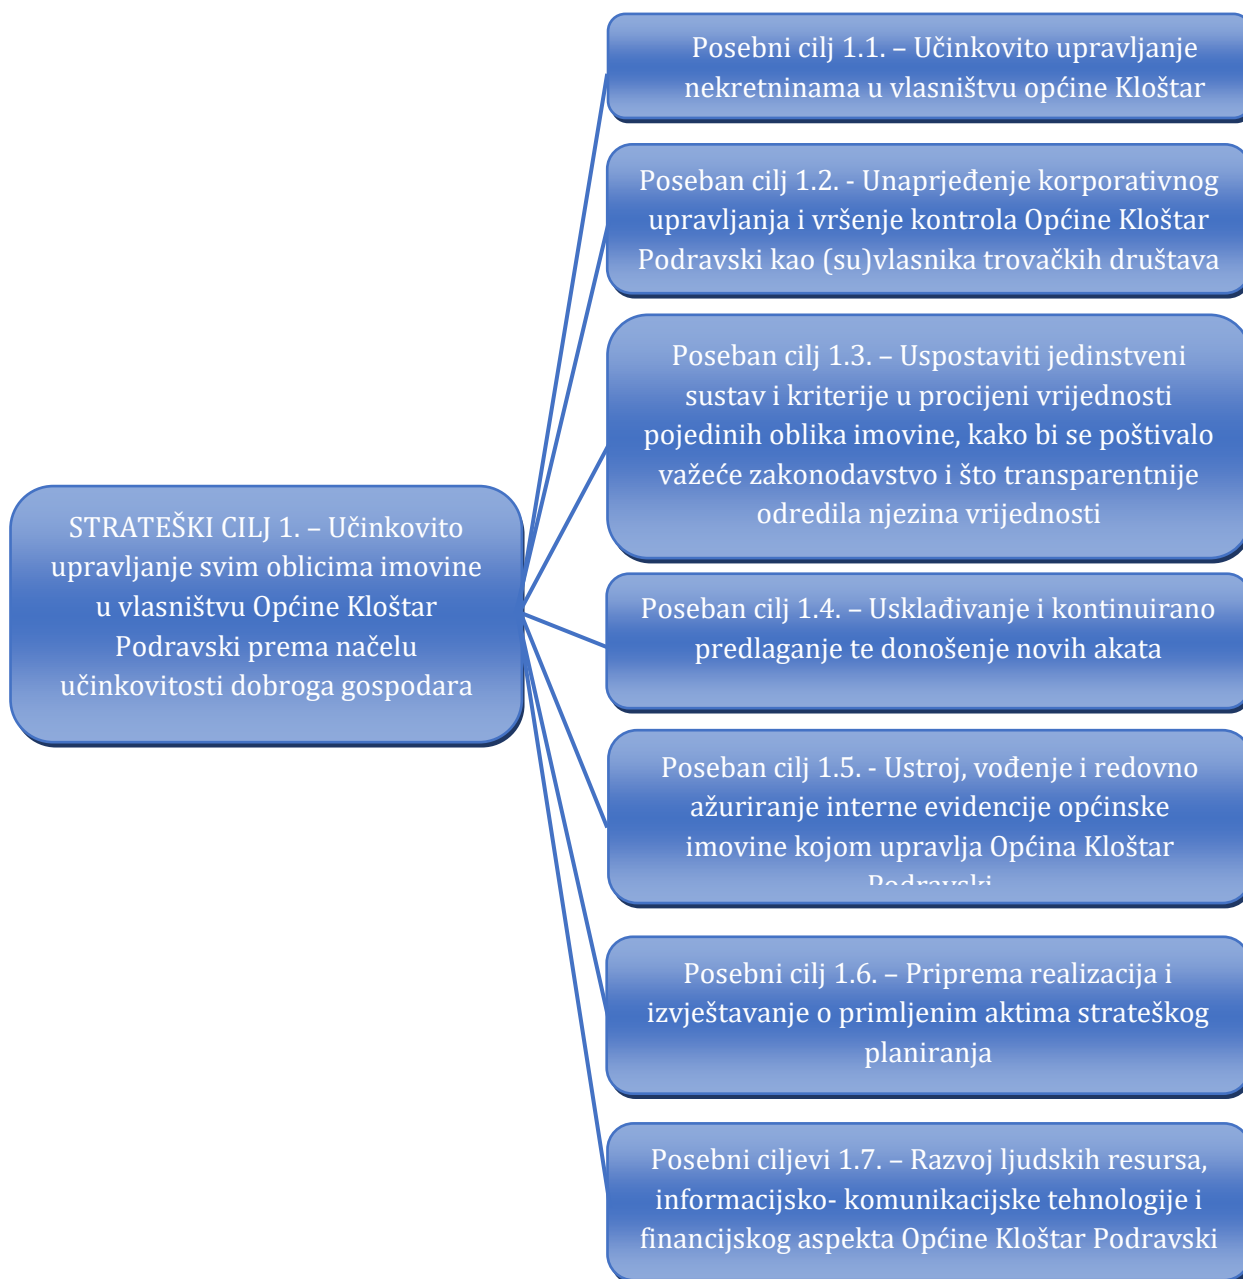 Posebni cilj 1.1. – Učinkovito upravljanje
nekretninama u vlasništvu općine Kloštar
Poseban cilj 1.2. - Unaprjeđenje korporativnog
upravljanja i vršenje kontrola Općine Kloštar
Podravski kao (su)vlasnika trovačkih društava
Poseban cilj 1.3. – Uspostaviti jedinstveni
sustav i kriterije u procijeni vrijednosti
pojedinih oblika imovine, kako bi se poštivalo
važeće zakonodavstvo i što transparentnije
odredila njezina vrijednosti
STRATEŠKI CILJ 1. – Učinkovito
upravljanje svim oblicima imovine
u vlasništvu Općine Kloštar
Podravski prema načelu
učinkovitosti dobroga gospodara
Poseban cilj 1.4. – Usklađivanje i kontinuirano
predlaganje te donošenje novih akata
Poseban cilj 1.5. - Ustroj, vođenje i redovno
ažuriranje interne evidencije općinske
imovine kojom upravlja Općina Kloštar
Podravski
Posebni cilj 1.6. – Priprema realizacija i
izvještavanje o primljenim aktima strateškog
planiranja
Posebni ciljevi 1.7. – Razvoj ljudskih resursa,
informacijsko- komunikacijske tehnologije i
financijskog aspekta Općine Kloštar Podravski